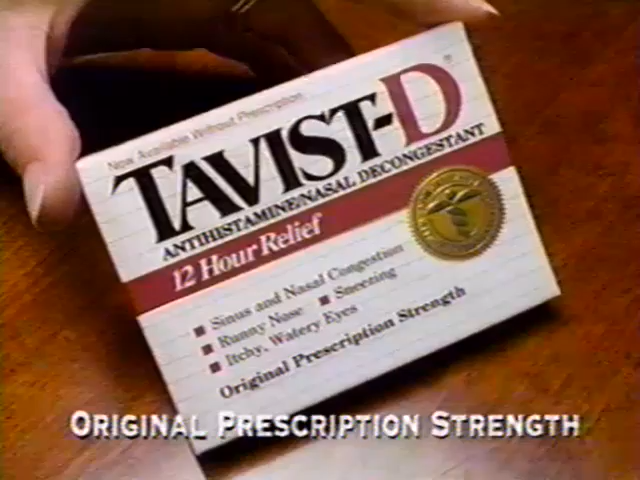 Now Available Without Prescription
TAVIST-D®
ANTIHISTAMINE/NASAL DECONGESTANT
12 Hour Relief
■ Sinus and Nasal Congestion
■ Runny Nose ■ Sneezing
■ Itchy, Watery Eyes
Original Prescription Strength
ORIGINAL PRESCRIPTION STRENGTH